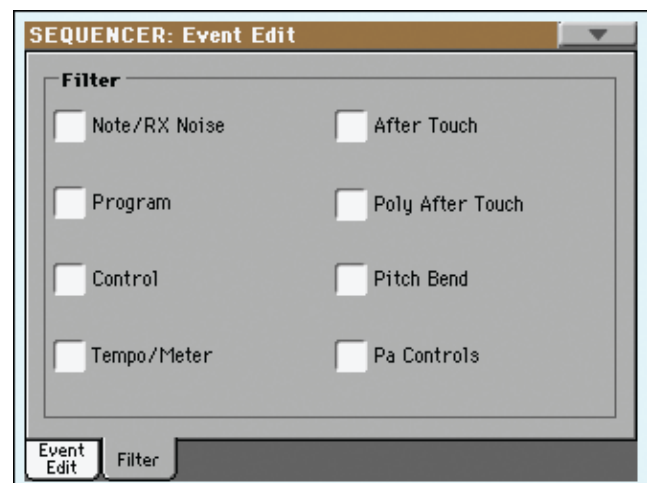 SEQUENCER: Event Edit
Filter
Note/RX Noise
After Touch
Program
Poly After Touch
Control
Pitch Bend
Tempo/Meter
Pa Controls
Event
Edit
Filter